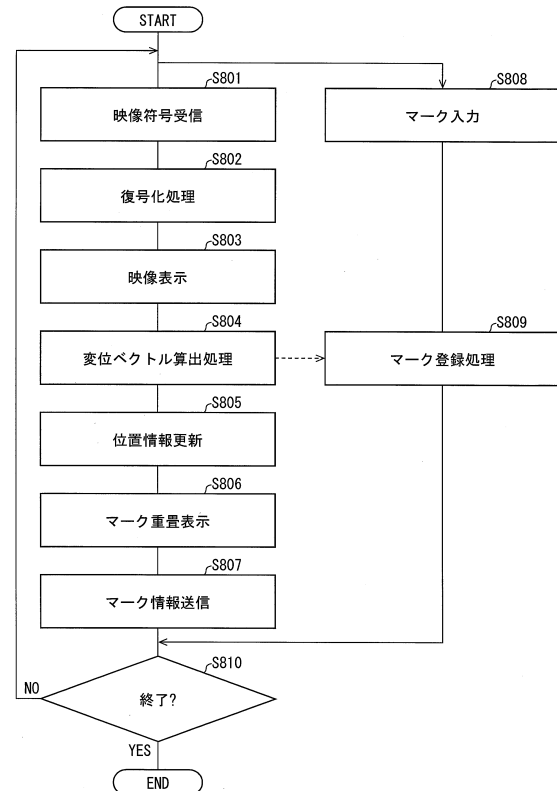 START
S801
映像符号受信
S808
マーク入力
S802
復号化処理
S803
映像表示
S804
変位ベクトル算出処理
S809
マーク登録処理
S805
位置情報更新
S806
マーク重畳表示
S807
マーク情報送信
S810
終了?
NO
YES
END